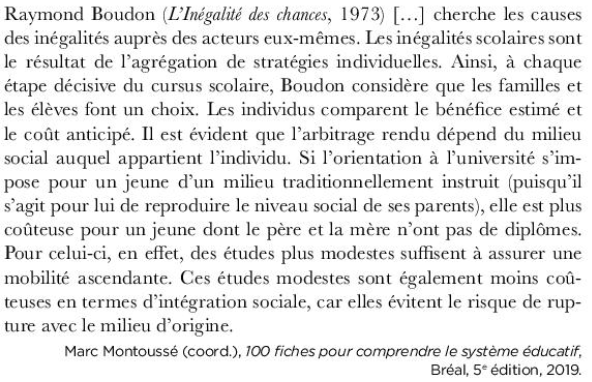 Raymond Boudon (L'Inégalité des chances, 1973) […] cherche les causes
des inégalités auprès des acteurs eux-mêmes. Les inégalités scolaires sont
le résultat de l'agrégation de stratégies individuelles. Ainsi, à chaque
étape décisive du cursus scolaire, Boudon considère que les familles et
les élèves font un choix. Les individus comparent le bénéfice estimé et
le coût anticipé. Il est évident que l'arbitrage rendu dépend du milieu
social auquel appartient l'individu. Si l'orientation à l'université s'im-
pose pour un jeune d'un milieu traditionnellement instruit (puisqu'il
s'agit pour lui de reproduire le niveau social de ses parents), elle est plus
coûteuse pour un jeune dont le père et la mère n'ont pas de diplômes.
Pour celui-ci, en effet, des études plus modestes suffisent à assurer une
mobilité ascendante. Ces études modestes sont également moins coû-
teuses en termes d'intégration sociale, car elles évitent le risque de rup-
ture avec le milieu d'origine.
Marc Montoussé (coord.), 100 fiches pour comprendre le système éducatif,
Bréal, 5e édition, 2019.